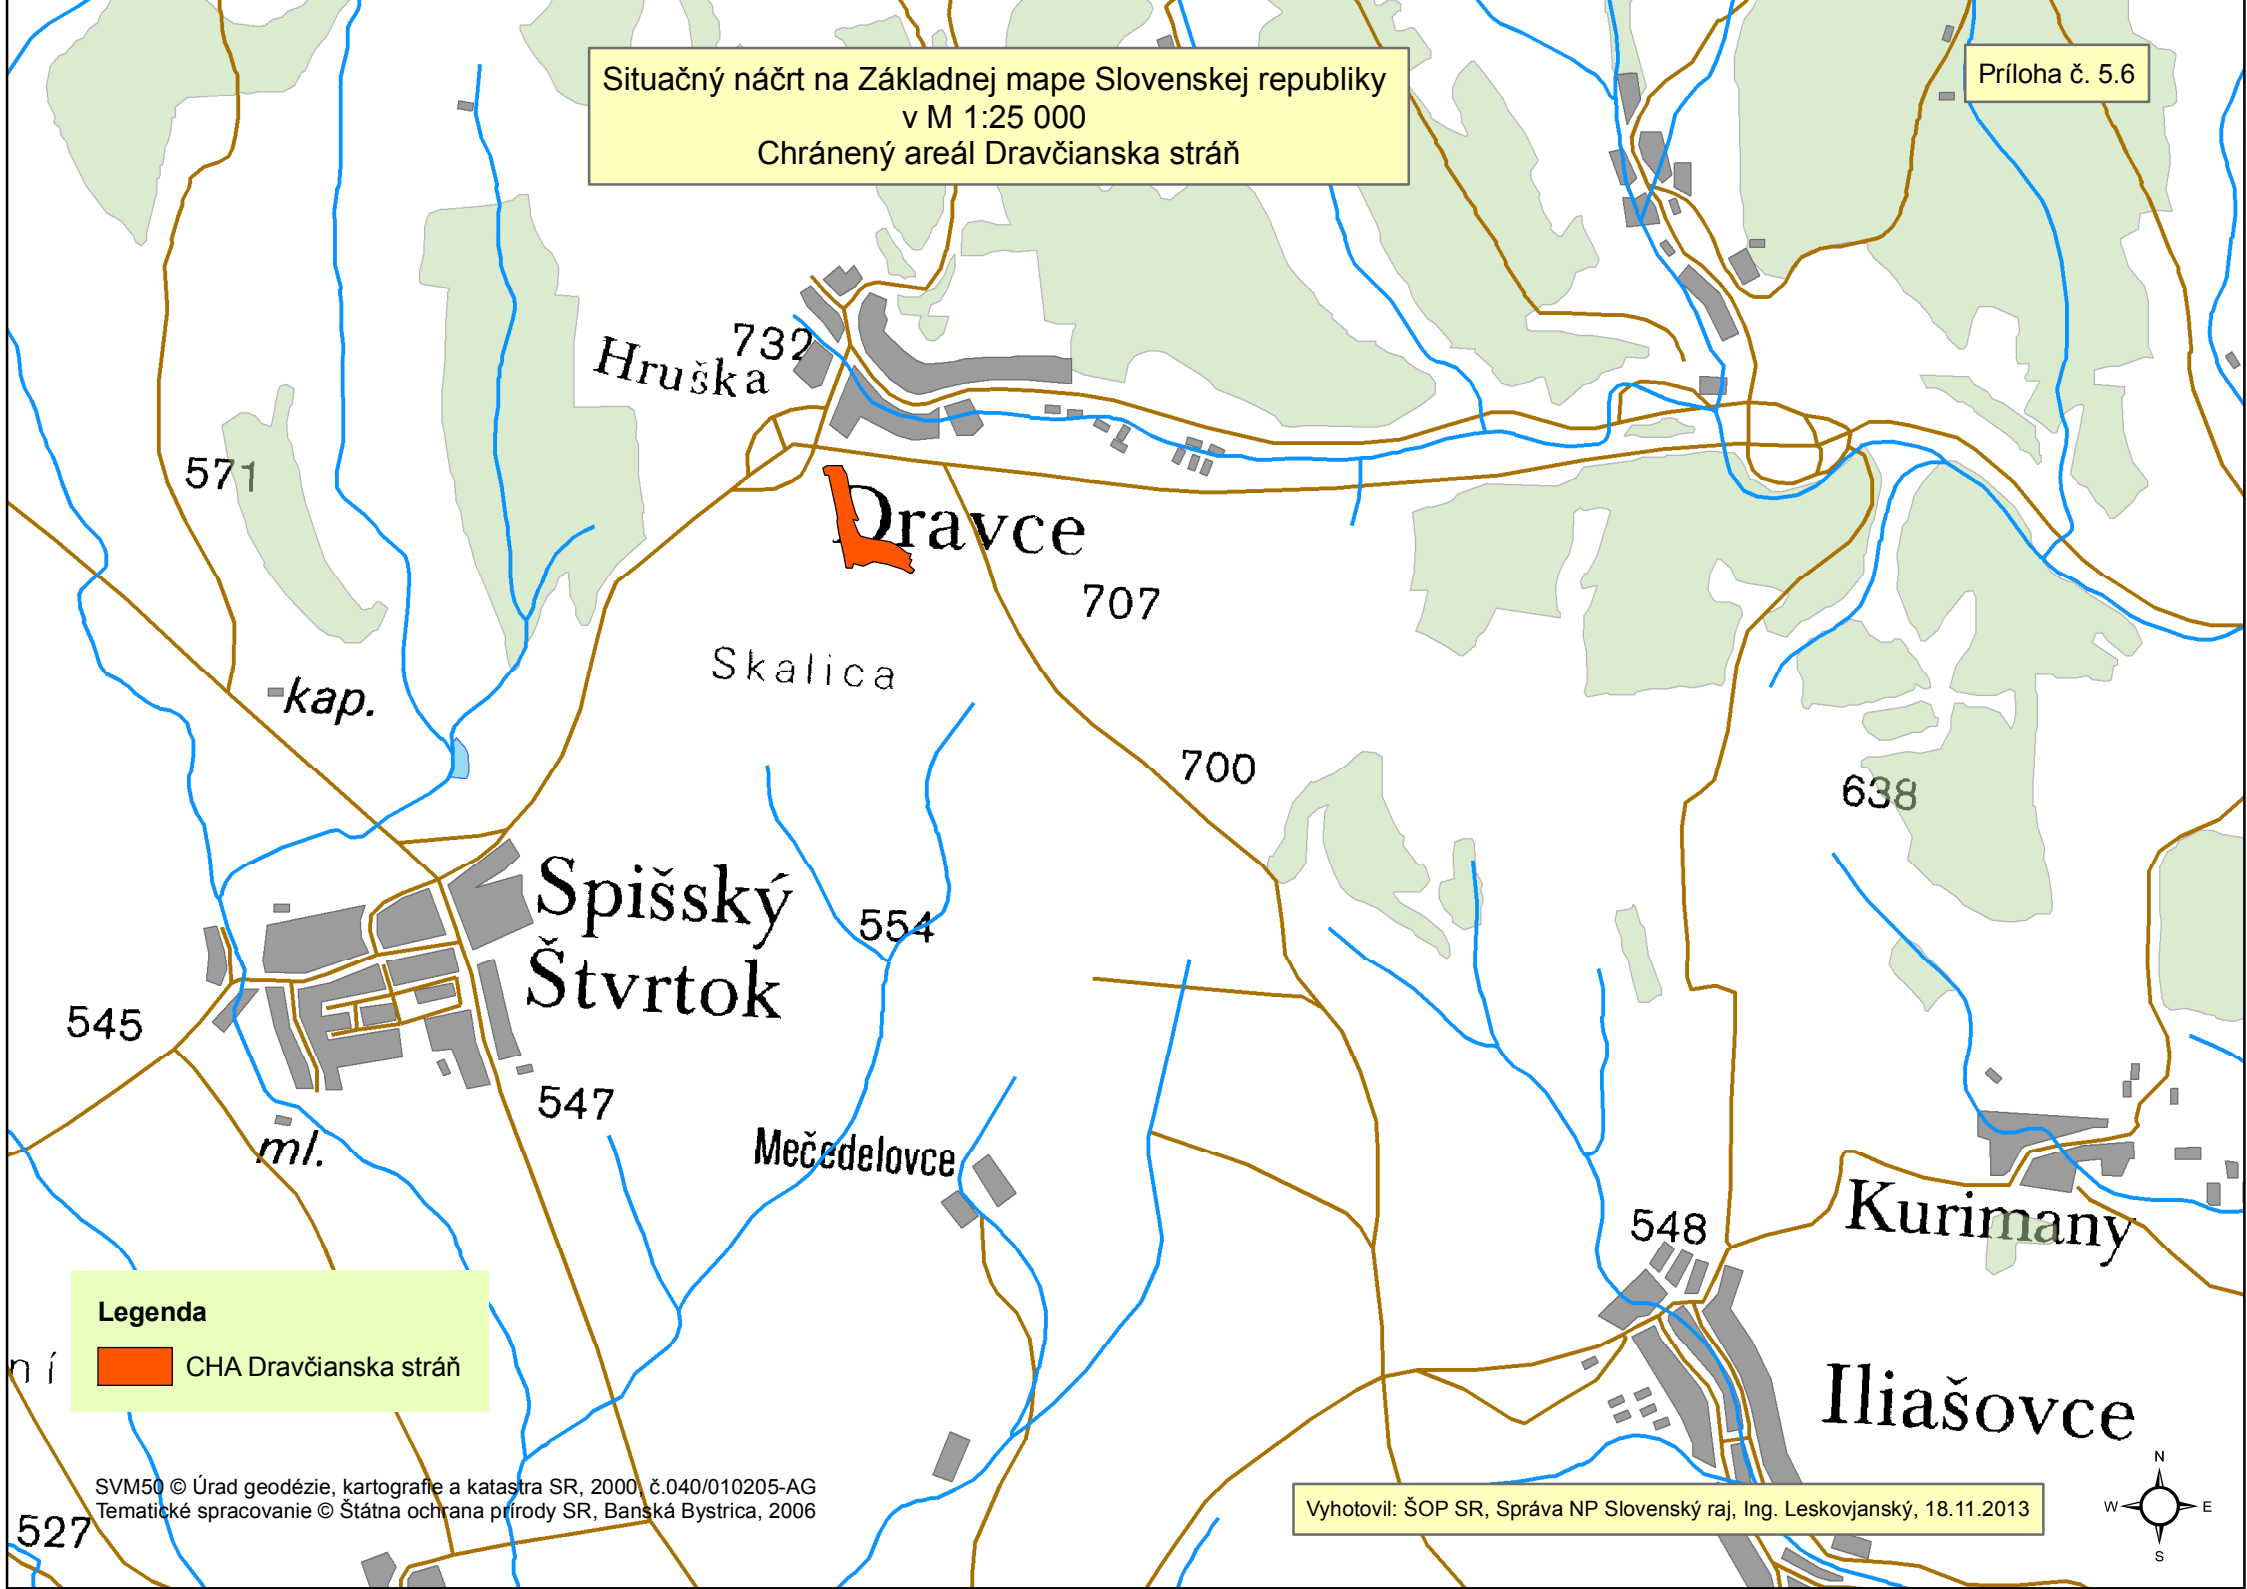 Situačný náčrt na Základnej mape Slovenskej republiky
v M 1:25 000
Chránený areál Dravčianska stráň
Príloha č. 5.6
732
Hruška
571
Dravce
707
Skalica
kap.
700
638
Spišský
Štvrtok
554
545
547
ml.
Mečedelovce
548
Kurimany
Iliašovce
Legenda
CHA Dravčianska stráň
ní
SVM50 © Úrad geodézie, kartografie a katastra SR, 2000, č.040/010205-AG
Tematické spracovanie © Štátna ochrana prírody SR, Banská Bystrica, 2006
527
Vyhotovil: ŠOP SR, Správa NP Slovenský raj, Ing. Leskovjanský, 18.11.2013
N
W E
S